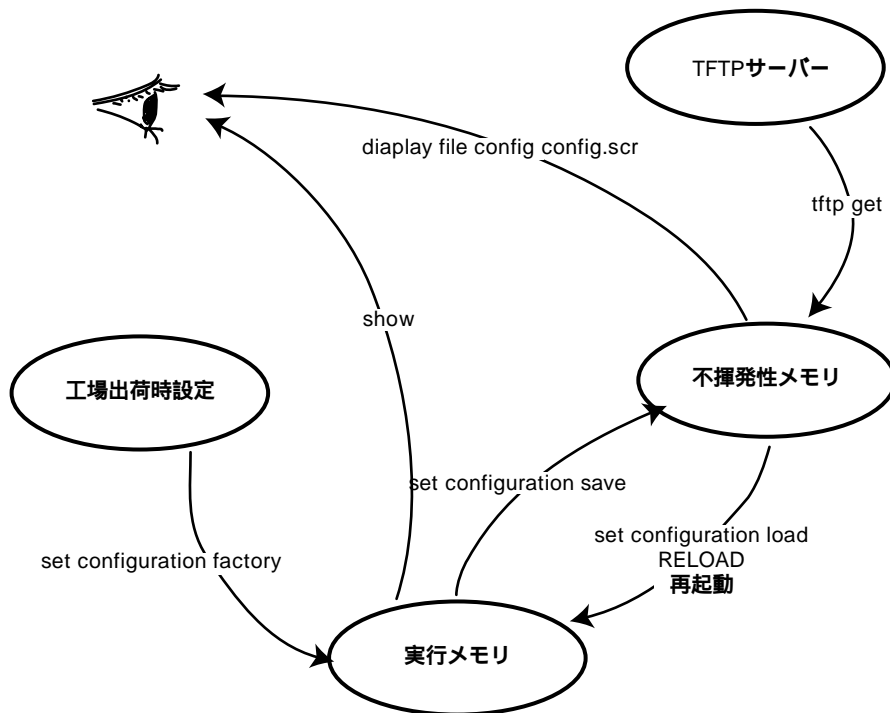 TFTPサーバー
diaplay file config config.scr
tftp get
show
工場出荷時設定
不揮発性メモリ
set configuration save
set configuration load
RELOAD
再起動
set configuration factory
実行メモリ